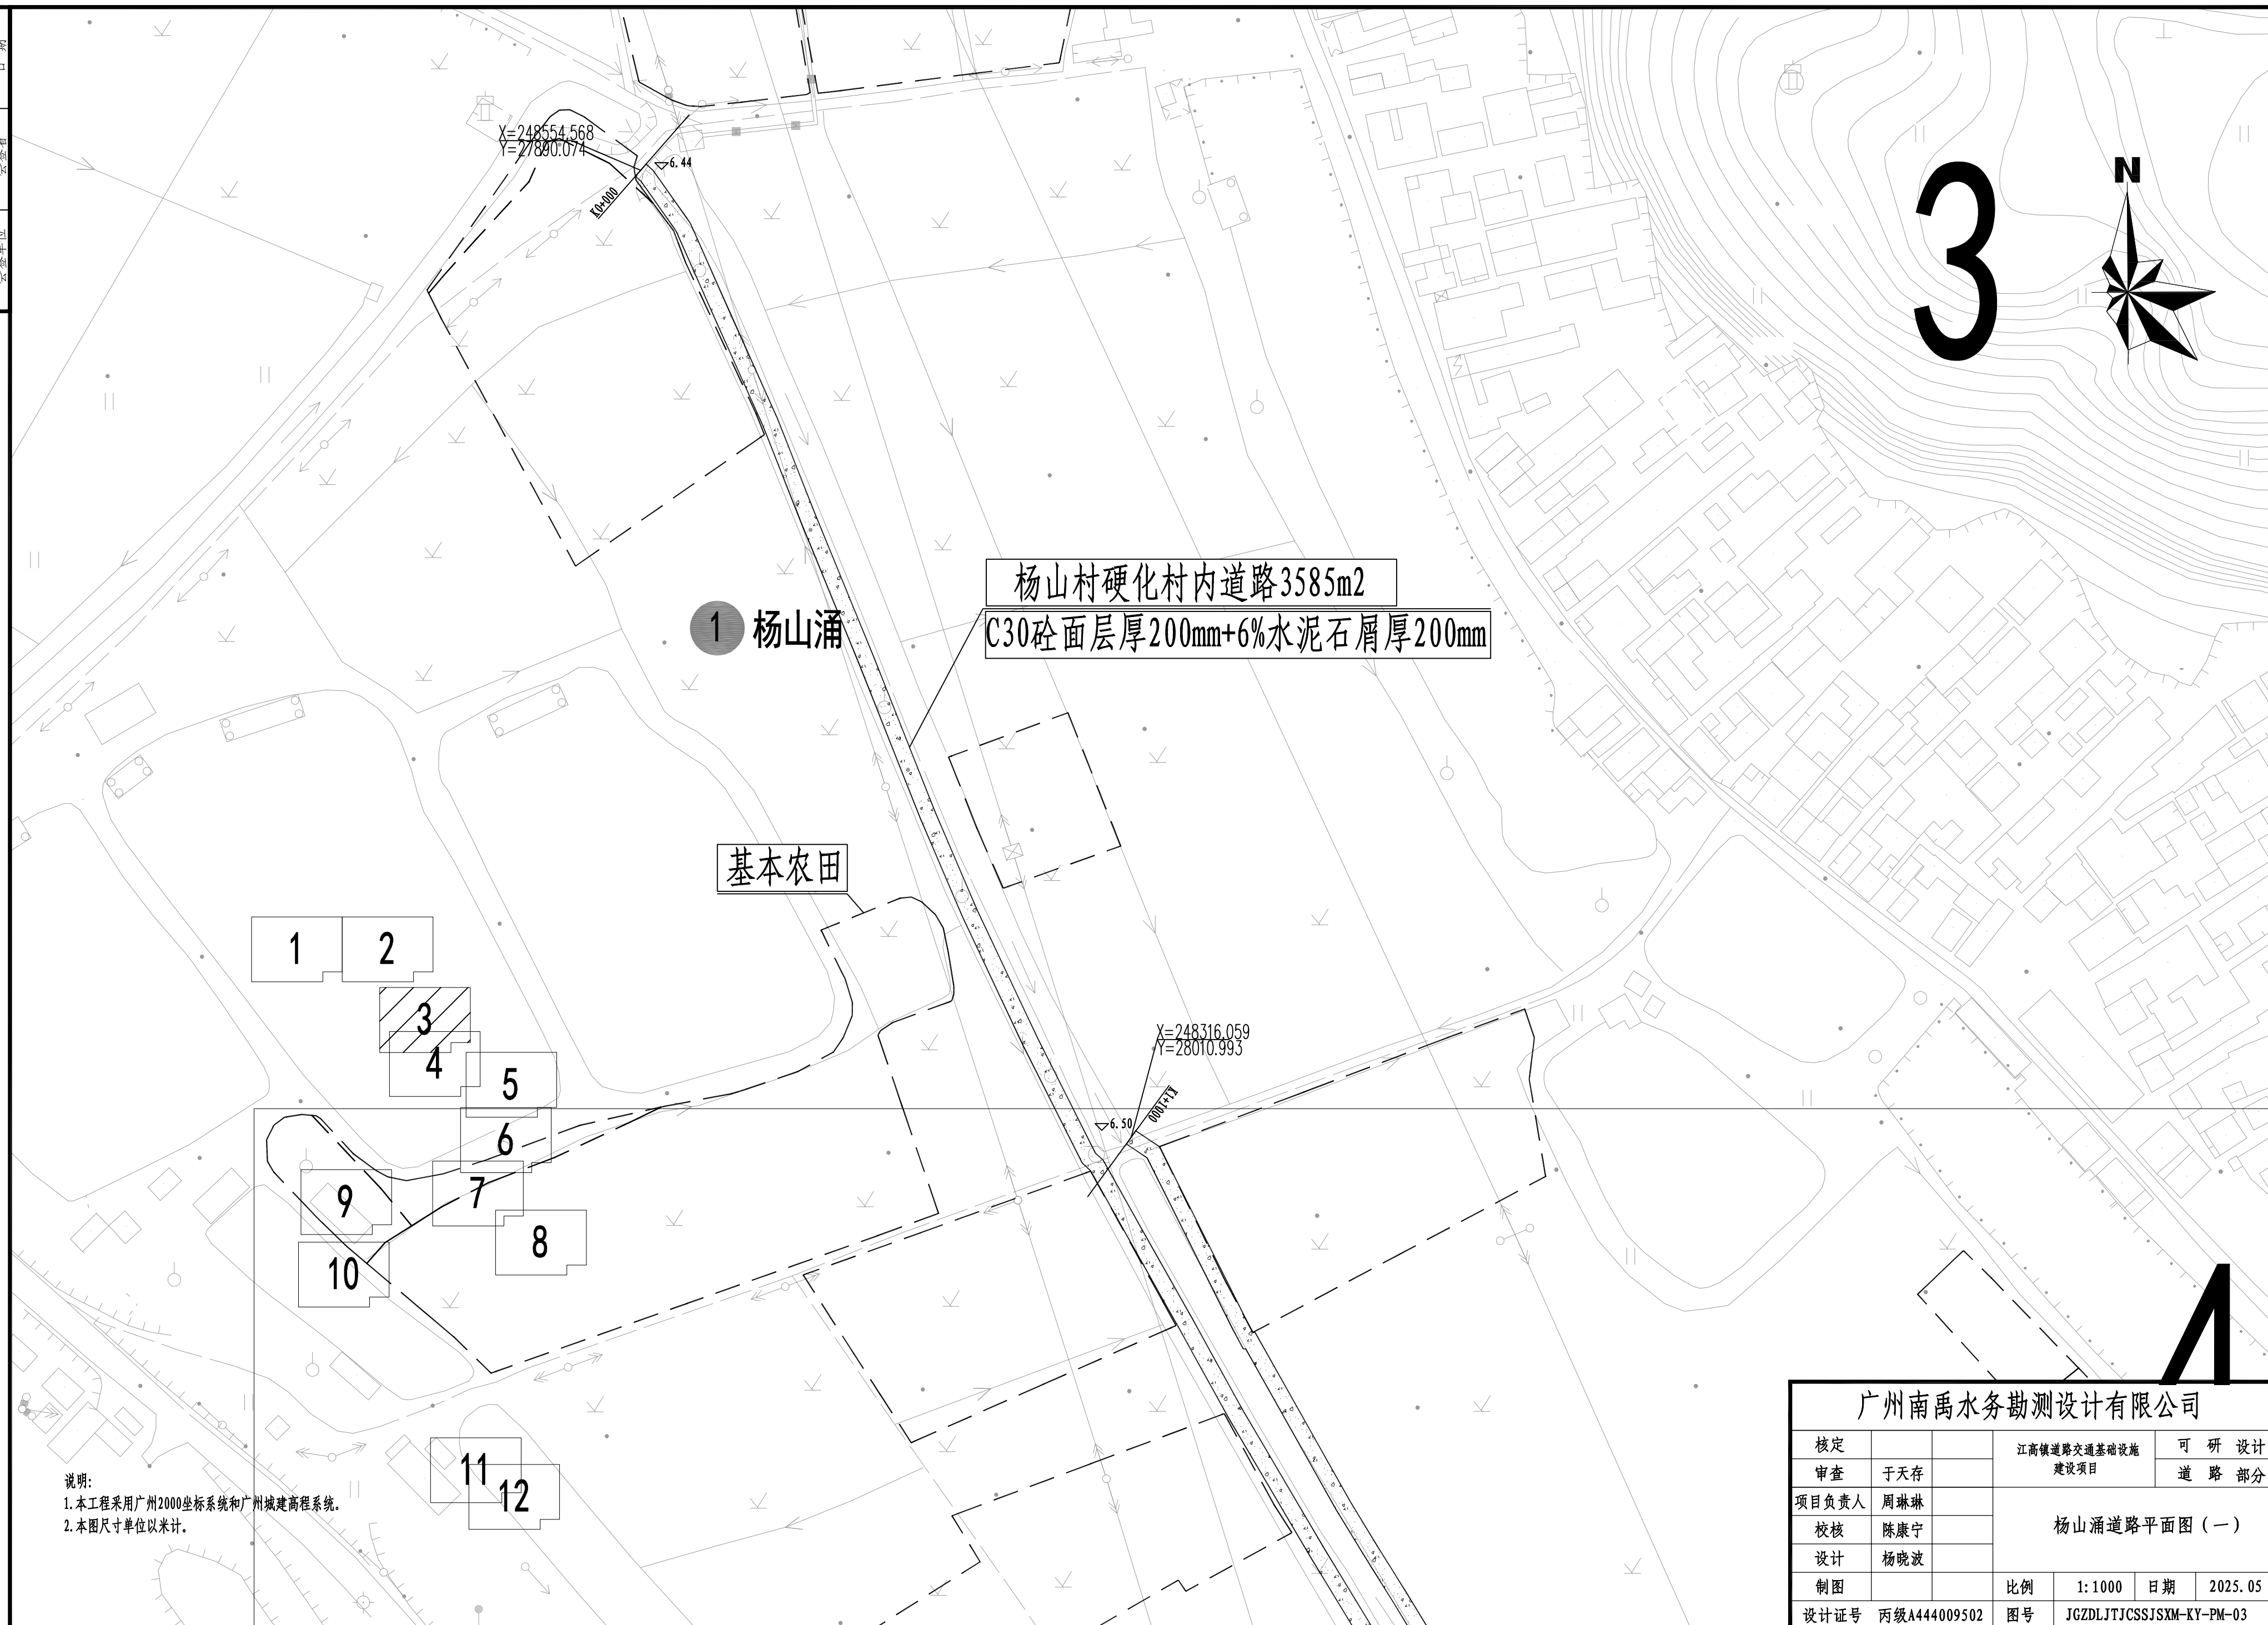 X=248554.568
Y=27890.074
6.44
K0+000
3
N
杨山村硬化村内道路3585m2
C30砼面层厚200mm+6%水泥石屑厚200mm
1 杨山涌
基本农田
X=248316.059
Y=28010.993
6.50
K1+1000
1
2
3
4
5
6
7
8
9
10
11
12
说明:
1.本工程采用广州2000坐标系统和广州城建高程系统。
2.本图尺寸单位以米计。
广州南禹水务勘测设计有限公司
核定
江高镇道路交通基础设施
建设项目
可 研 设计
审查 于天存
道 路 部分
项目负责人 周琳琳
校核 陈康宁
杨山涌道路平面图（一）
设计 杨晓波
制图
比例 1:1000 日期 2025.05
设计证号 丙级A444009502 图号 JGZDLJTJCSSJSXM-KY-PM-03